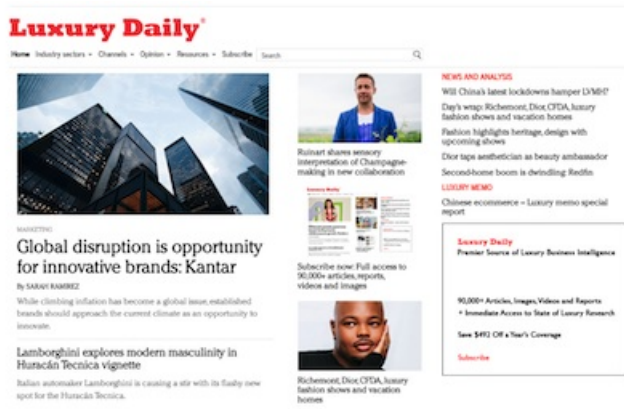 Luxury Daily®
Home Industry sectors Channels Opinion Resources Subscribe Search
MARKETING
Global disruption is opportunity
for innovative brands: Kantar
By SARAH RAMIREZ
While climbing inflation has become a global issue, established
brands should approach the current climate as an opportunity to
innovate.
Lamborghini explores modern masculinity in
Huracán Tecnica vignette
Italian automaker Lamborghini is causing a stir with its flashy new
spot for the Huracán Tecnica.
Ruinart shares sensory
interpretation of Champagne-
making in new collaboration
Luxury Daily
Subscribe now: Full access to
90,000+ articles, reports,
videos and images
Richemont, Dior, CFDA, luxury
fashion shows and vacation
homes
NEWS AND ANALYSIS
Will China's latest lockdowns hamper LVMH?
Day's wrap: Richemont, Dior, CFDA, luxury
fashion shows and vacation homes
Fashion highlights heritage, design with
upcoming shows
Dior taps aesthetician as beauty ambassador
Second-home boom is dwindling: Redfin
LUXURY MEMO
Chinese ecommerce – Luxury memo special
report
Luxury Daily
Premier Source of Luxury Business Intelligence
90,000+ Articles, Images, Videos and Reports
+ Immediate Access to State of Luxury Research
Save $492 Off a Year's Coverage
Subscribe